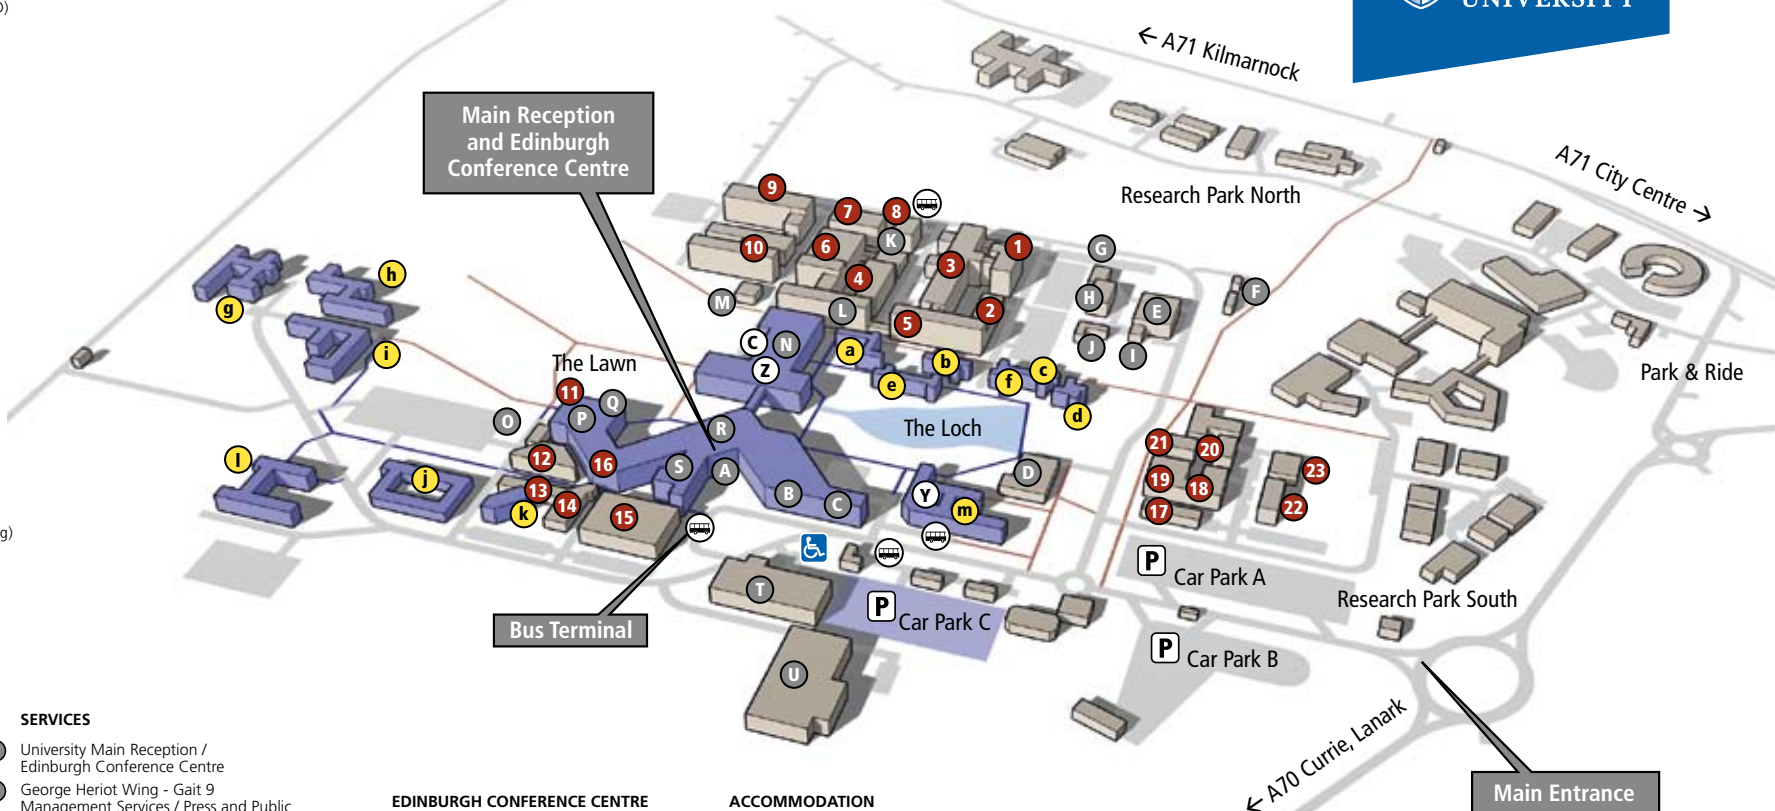 UNIVERSITY
← A71 Kilmarnock
Main Reception
and Edinburgh
Conference Centre
A71 City Centre →
Research Park North
9
7
8
K
6
10
4
3
1
G
H
E
F
M
L
5
2
J
I
h
g
i
C
N
Z
a
b
e
f
c
d
Park & Ride
The Lawn
11
Q
P
O
R
The Loch
12
16
S
A
D
21
20
23
19
18
22
17
l
j
13
k
14
15
B
C
Y
m
P
Car Park A
T
P
Car Park C
Research Park South
Bus Terminal
P
Car Park B
U
← A70 Currie, Lanark
Main Entrance
g)
SERVICES
University Main Reception /
Edinburgh Conference Centre
George Heriot Wing - Gait 9
Management Services / Press and Public
EDINBURGH CONFERENCE CENTRE
ACCOMMODATION